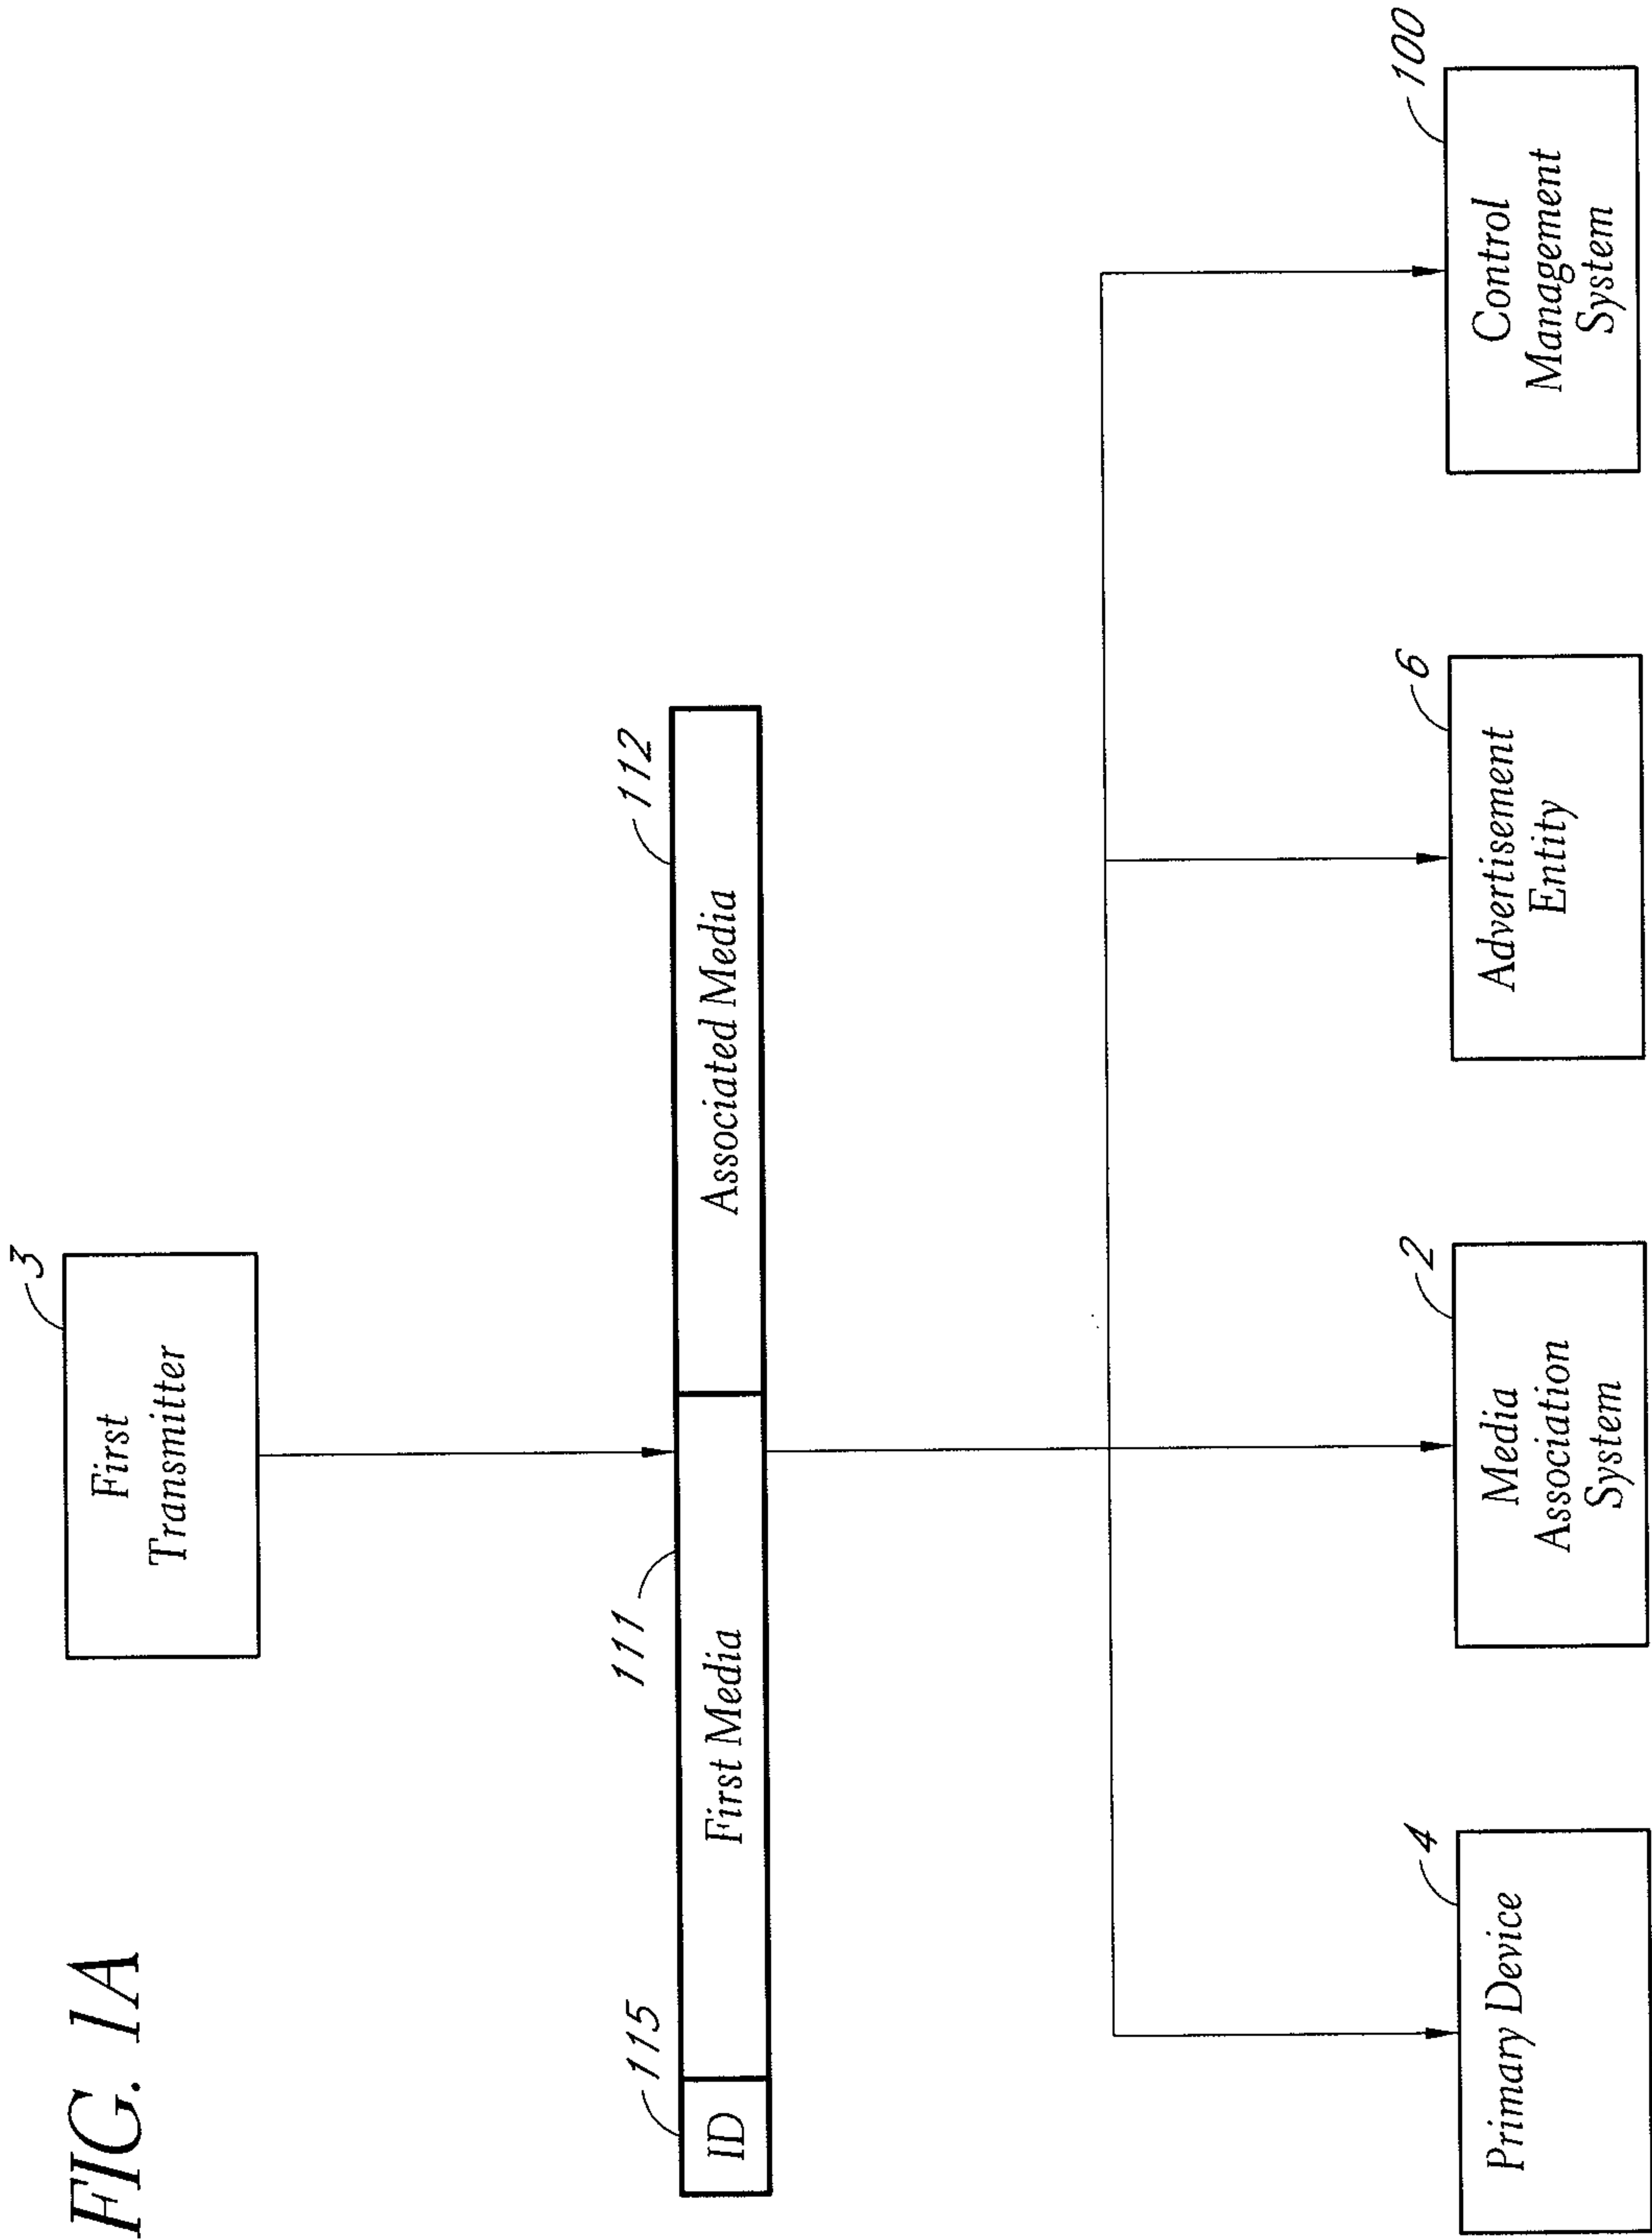 FIG. 1A
3
First
Transmitter
115
111
112
ID
First Media
Associated Media
4
Primary Device
2
Media
Association
System
6
Advertisement
Entity
100
Control
Management
System